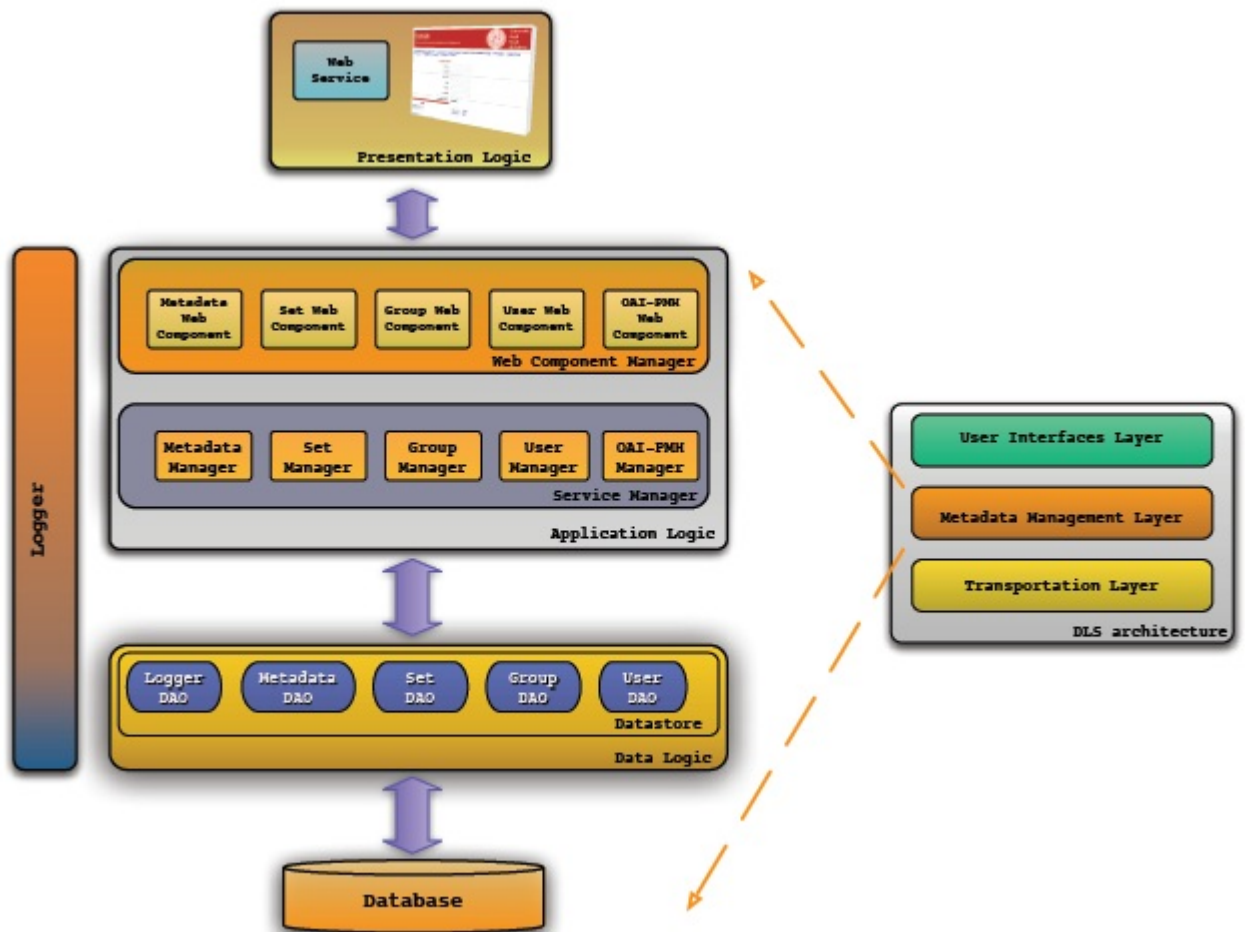 Web
Service
Presentation Logic
Logger
Metadata
Web
Component
Set Web
Component
Group Web
Component
User Web
Component
OAI-PMH
Web
Component
Web Component Manager
Metadata
Manager
Set
Manager
Group
Manager
User
Manager
OAI-PMH
Manager
Service Manager
Application Logic
Logger
DAO
Metadata
DAO
Set
DAO
Group
DAO
User
DAO
Datastore
Data Logic
Database
User Interfaces Layer
Metadata Management Layer
Transportation Layer
DLS architecture